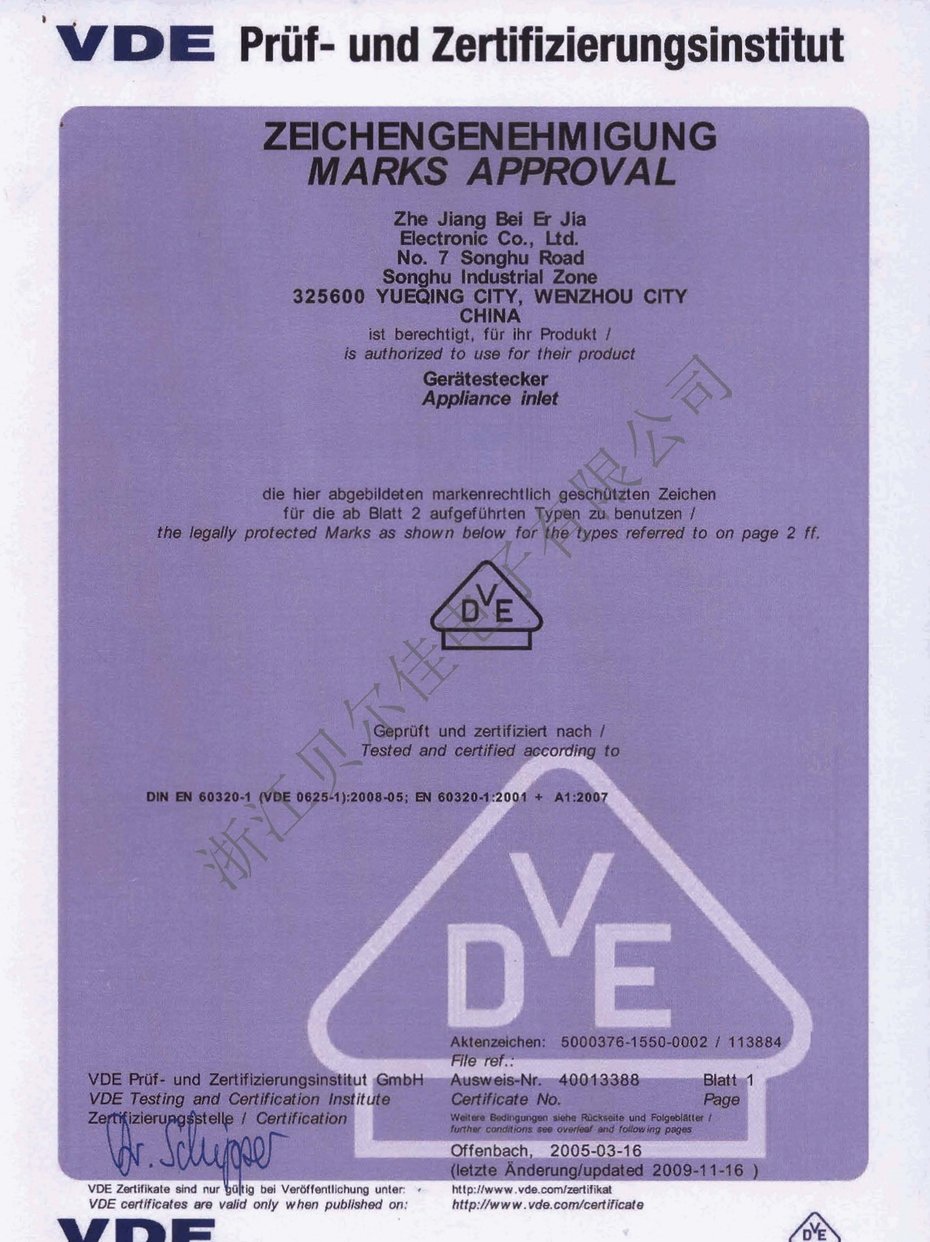 VDE Prüf- und Zertifizierungsinstitut
ZEICHENGENEHMIGUNG
MARKS APPROVAL
Zhe Jiang Bei Er Jia
Electronic Co., Ltd.
No. 7 Songhu Road
Songhu Industrial Zone
325600 YUEQING CITY, WENZHOU CITY
CHINA
ist berechtigt, für ihr Produkt /
is authorized to use for their product
Gerätestecker
Appliance inlet
die hier abgebildeten markenrechtlich geschützten Zeichen
für die ab Blatt 2 aufgeführten Typen zu benutzen /
the legally protected Marks as shown below for the types referred to on page 2 ff.
DVE
浙江贝尔佳电子有限公司
Geprüft und zertifiziert nach /
Tested and certified according to
DIN EN 60320-1 (VDE 0625-1):2008-05; EN 60320-1:2001 + A1:2007
DVE
Aktenzeichen: 5000376-1550-0002 / 113884
File ref.:
VDE Prüf- und Zertifizierungsinstitut GmbH Ausweis-Nr. 40013388 Blatt 1
VDE Testing and Certification Institute Certificate No. Page
Zertifizierungsstelle / Certification Weitere Bedingungen siehe Rückseite und Folgeblätter /
further conditions see overleaf and following pages
Dr. Schipper
Offenbach, 2005-03-16
(letzte Änderung/updated 2009-11-16 )
VDE Zertifikate sind nur gültig bei Veröffentlichung unter: http://www.vde.com/zertifikat
VDE certificates are valid only when published on: http://www.vde.com/certificate
VDE
DVE